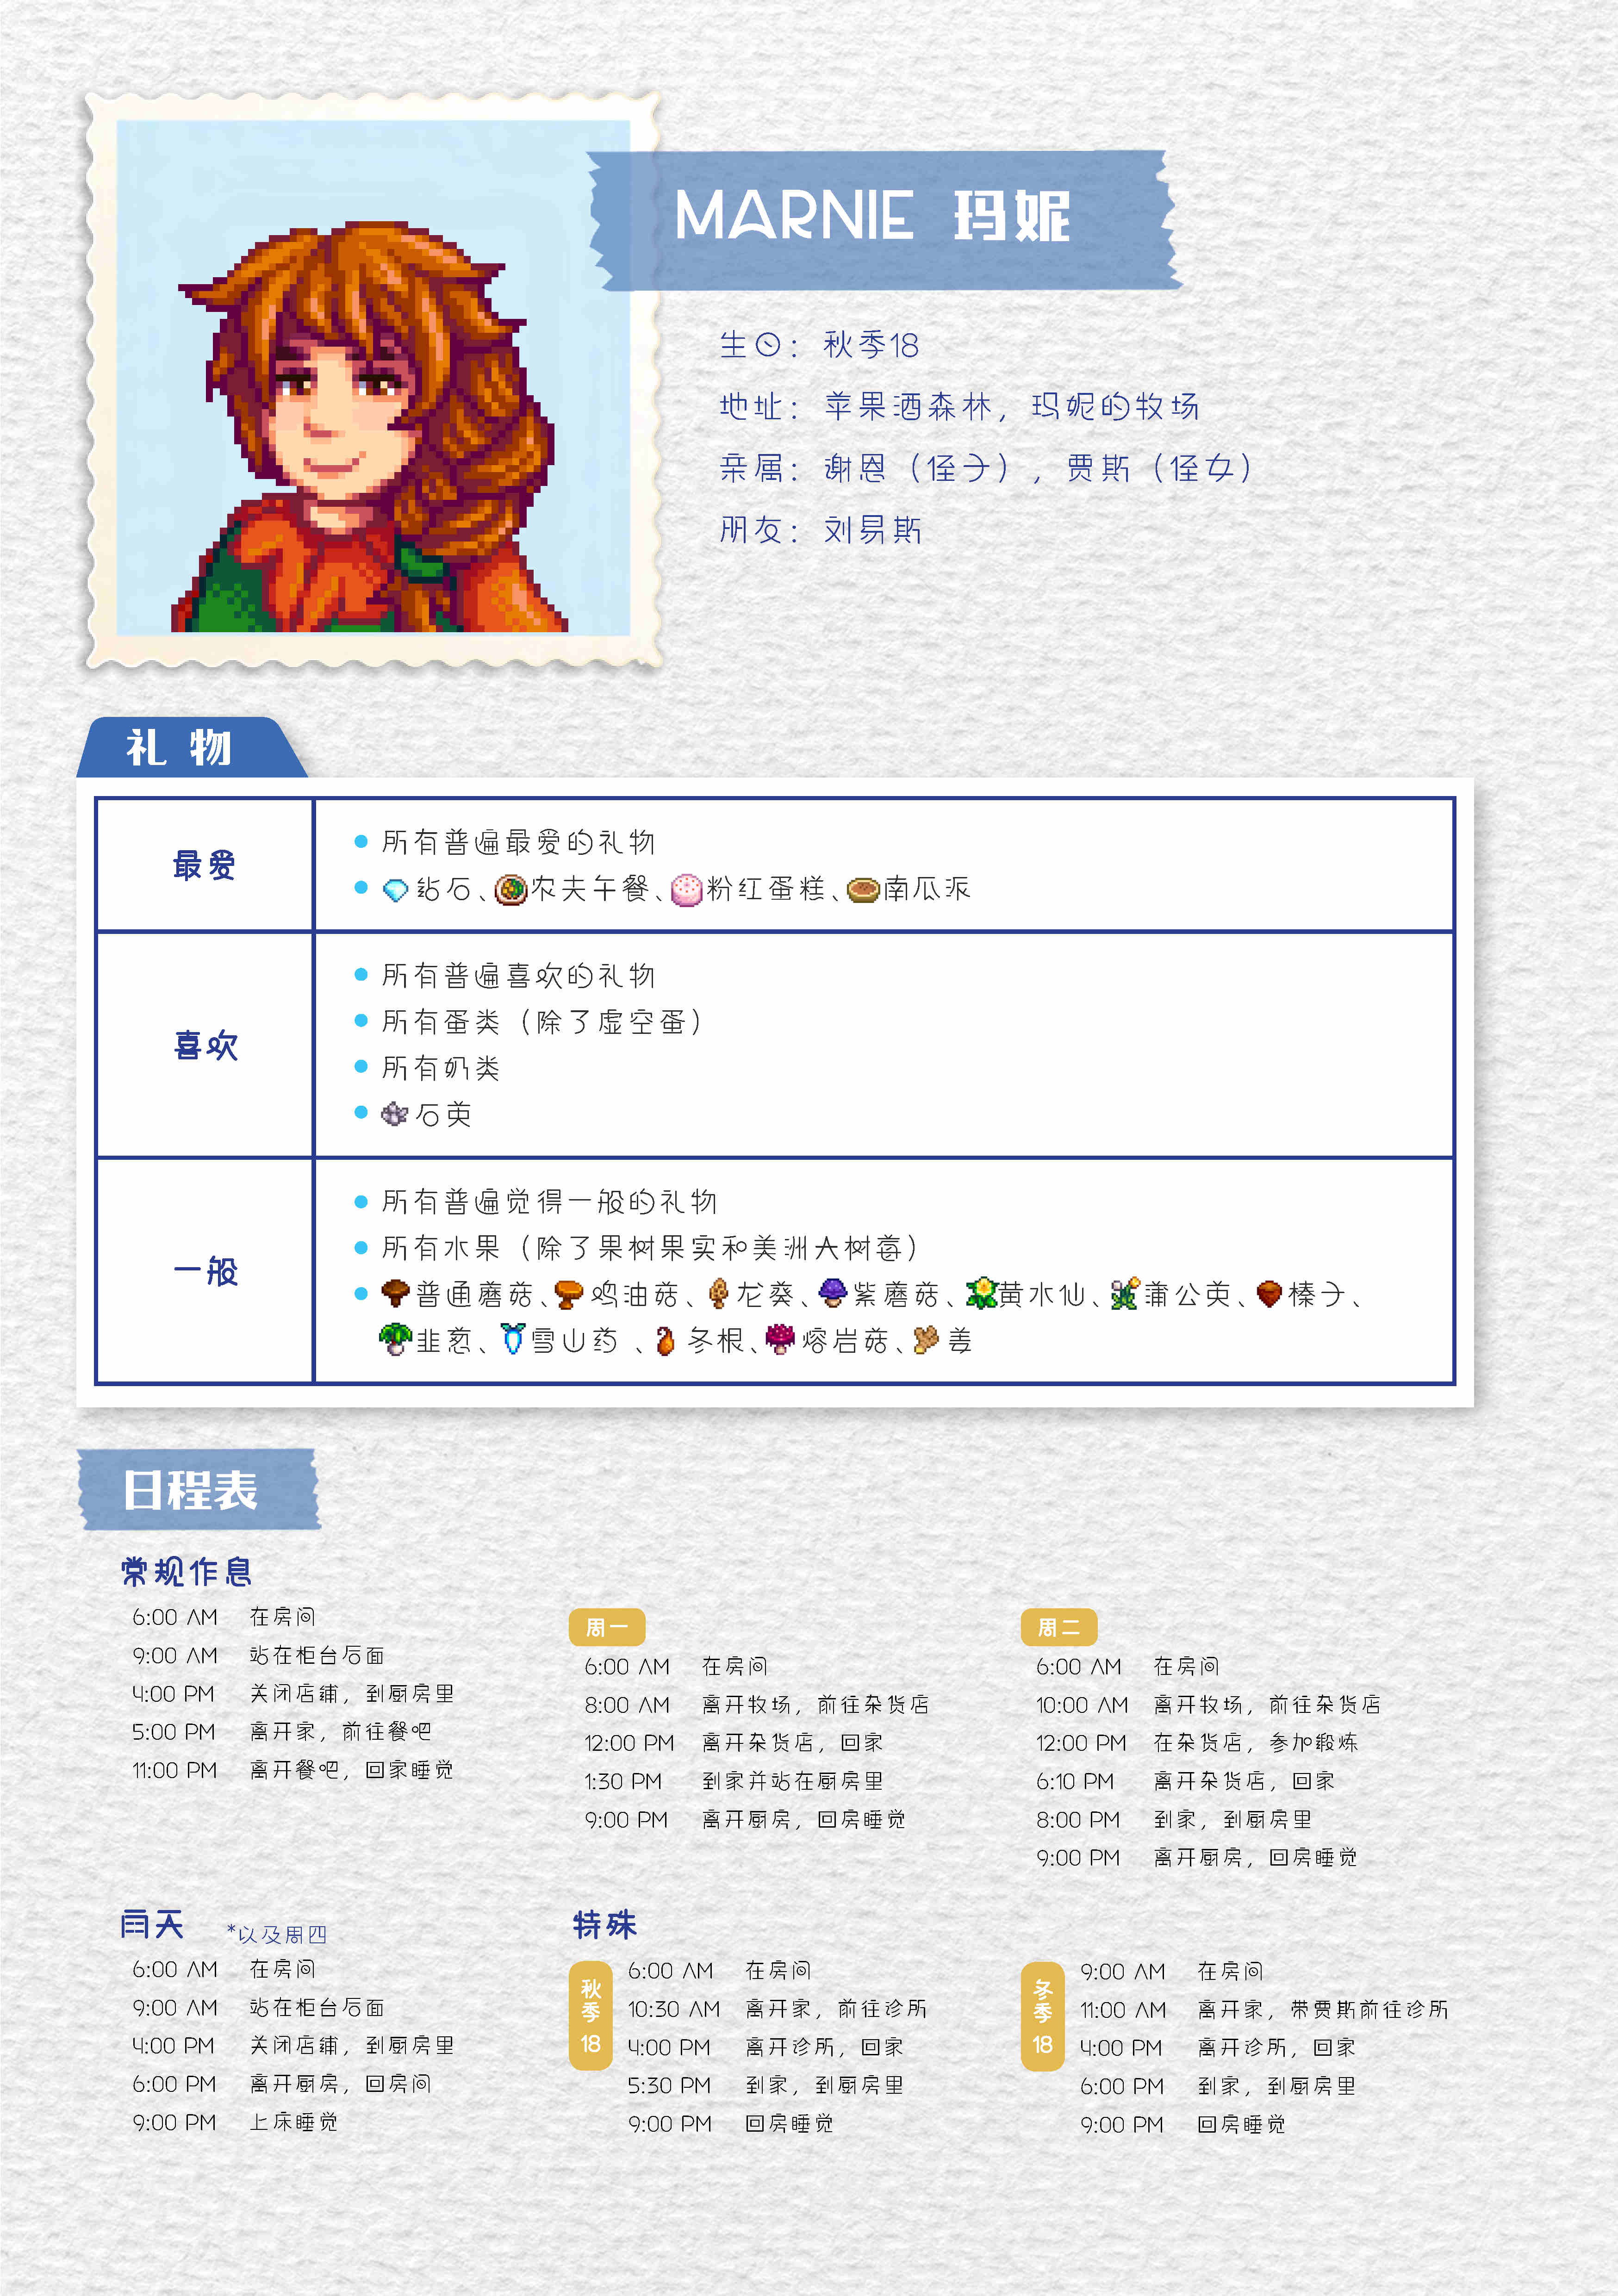 MARNIE 玛妮
生日：秋季18
地址：苹果酒森林，玛妮的牧场
亲属：谢恩（侄子），贾斯（侄女）
朋友：刘易斯
礼 物
最爱
所有普遍最爱的礼物
钻石、农夫午餐、粉红蛋糕、南瓜派
喜欢
所有普遍喜欢的礼物
所有蛋类（除了虚空蛋）
所有奶类
石英
一般
所有普遍觉得一般的礼物
所有水果（除了果树果实和美洲大树莓）
普通蘑菇、鸡油菇、龙葵、紫蘑菇、黄水仙、蒲公英、榛子、
韭葱、雪山药、冬根、熔岩菇、姜
日程表
常规作息
6:00 AM 在房间
9:00 AM 站在柜台后面
4:00 PM 关闭店铺，到厨房里
5:00 PM 离开家，前往餐吧
11:00 PM 离开餐吧，回家睡觉
周一
6:00 AM 在房间
8:00 AM 离开牧场，前往杂货店
12:00 PM 离开杂货店，回家
1:30 PM 到家并站在厨房里
9:00 PM 离开厨房，回房睡觉
周二
6:00 AM 在房间
10:00 AM 离开牧场，前往杂货店
12:00 PM 在杂货店，参加锻炼
6:10 PM 离开杂货店，回家
8:00 PM 到家，到厨房里
9:00 PM 离开厨房，回房睡觉
雨天 *以及周四
6:00 AM 在房间
9:00 AM 站在柜台后面
4:00 PM 关闭店铺，到厨房里
6:00 PM 离开厨房，回房间
9:00 PM 上床睡觉
特殊
秋季18
6:00 AM 在房间
10:30 AM 离开家，前往诊所
4:00 PM 离开诊所，回家
5:30 PM 到家，到厨房里
9:00 PM 回房睡觉
冬季18
9:00 AM 在房间
11:00 AM 离开家，带贾斯前往诊所
4:00 PM 离开诊所，回家
6:00 PM 到家，到厨房里
9:00 PM 回房睡觉